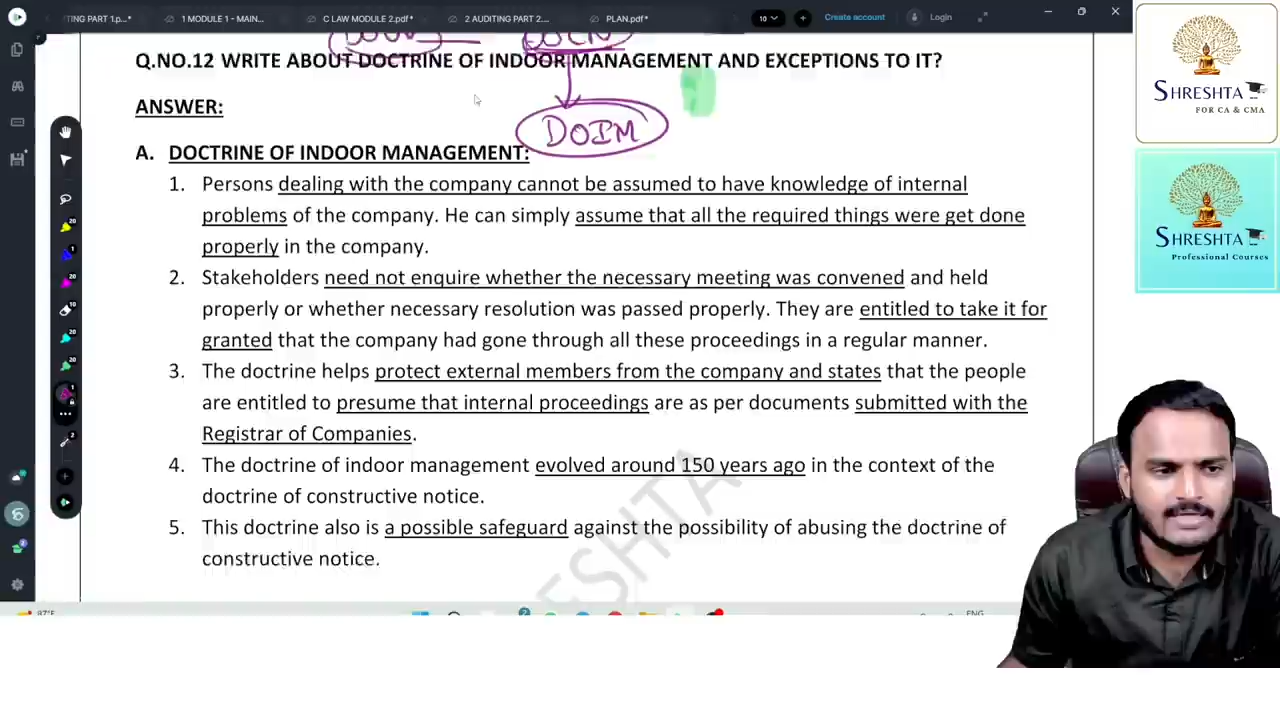 TING PART 1.p...*
1 MODULE 1 - MAIN...
C LAW MODULE 2.pdf*
2 AUDITING PART 2....
PLAN.pdf*
10
Create account
Login
Q.NO.12 WRITE ABOUT DOCTRINE OF INDOOR MANAGEMENT AND EXCEPTIONS TO IT?
ANSWER:
DOIM
A. DOCTRINE OF INDOOR MANAGEMENT:
1. Persons dealing with the company cannot be assumed to have knowledge of internal
problems of the company. He can simply assume that all the required things were get done
properly in the company.
2. Stakeholders need not enquire whether the necessary meeting was convened and held
properly or whether necessary resolution was passed properly. They are entitled to take it for
granted that the company had gone through all these proceedings in a regular manner.
3. The doctrine helps protect external members from the company and states that the people
are entitled to presume that internal proceedings are as per documents submitted with the
Registrar of Companies.
4. The doctrine of indoor management evolved around 150 years ago in the context of the
doctrine of constructive notice.
5. This doctrine also is a possible safeguard against the possibility of abusing the doctrine of
constructive notice.
ESHTA
ENG
SHRESHTA
FOR CA & CMA
SHRESHTA
Professional Courses